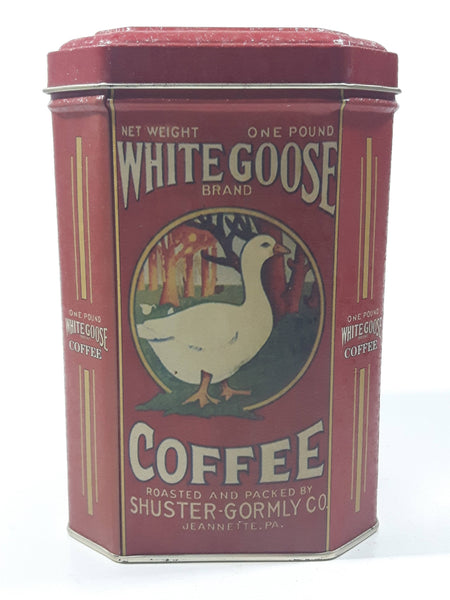 NET WEIGHT ONE POUND
WHITE GOOSE
BRAND
COFFEE
ROASTED AND PACKED BY
SHUSTER-GORMLY CO.
JEANNETTE, PA.
ONE POUND
WHITE GOOSE
COFFEE
ONE POUND
WHITE GOOSE
COFFEE